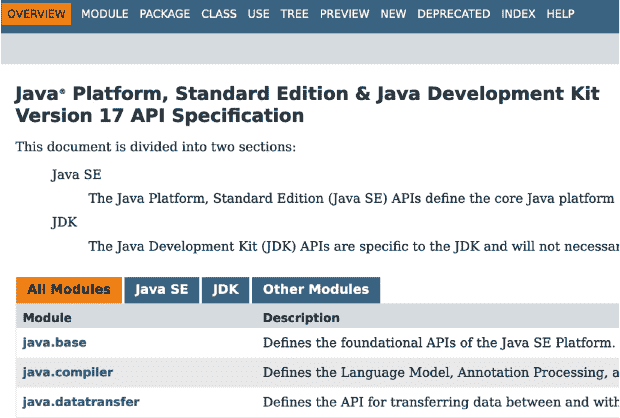 OVERVIEW MODULE PACKAGE CLASS USE TREE PREVIEW NEW DEPRECATED INDEX HELP
Java® Platform, Standard Edition & Java Development Kit
Version 17 API Specification
This document is divided into two sections:
Java SE
The Java Platform, Standard Edition (Java SE) APIs define the core Java platform
JDK
The Java Development Kit (JDK) APIs are specific to the JDK and will not
All Modules Java SE JDK Other Modules
Module Description
java.base Defines the foundational APIs of the Java SE Platform.
java.compiler Defines the Language Model, Annotation Processing,
java.datatransfer Defines the API for transferring data between and